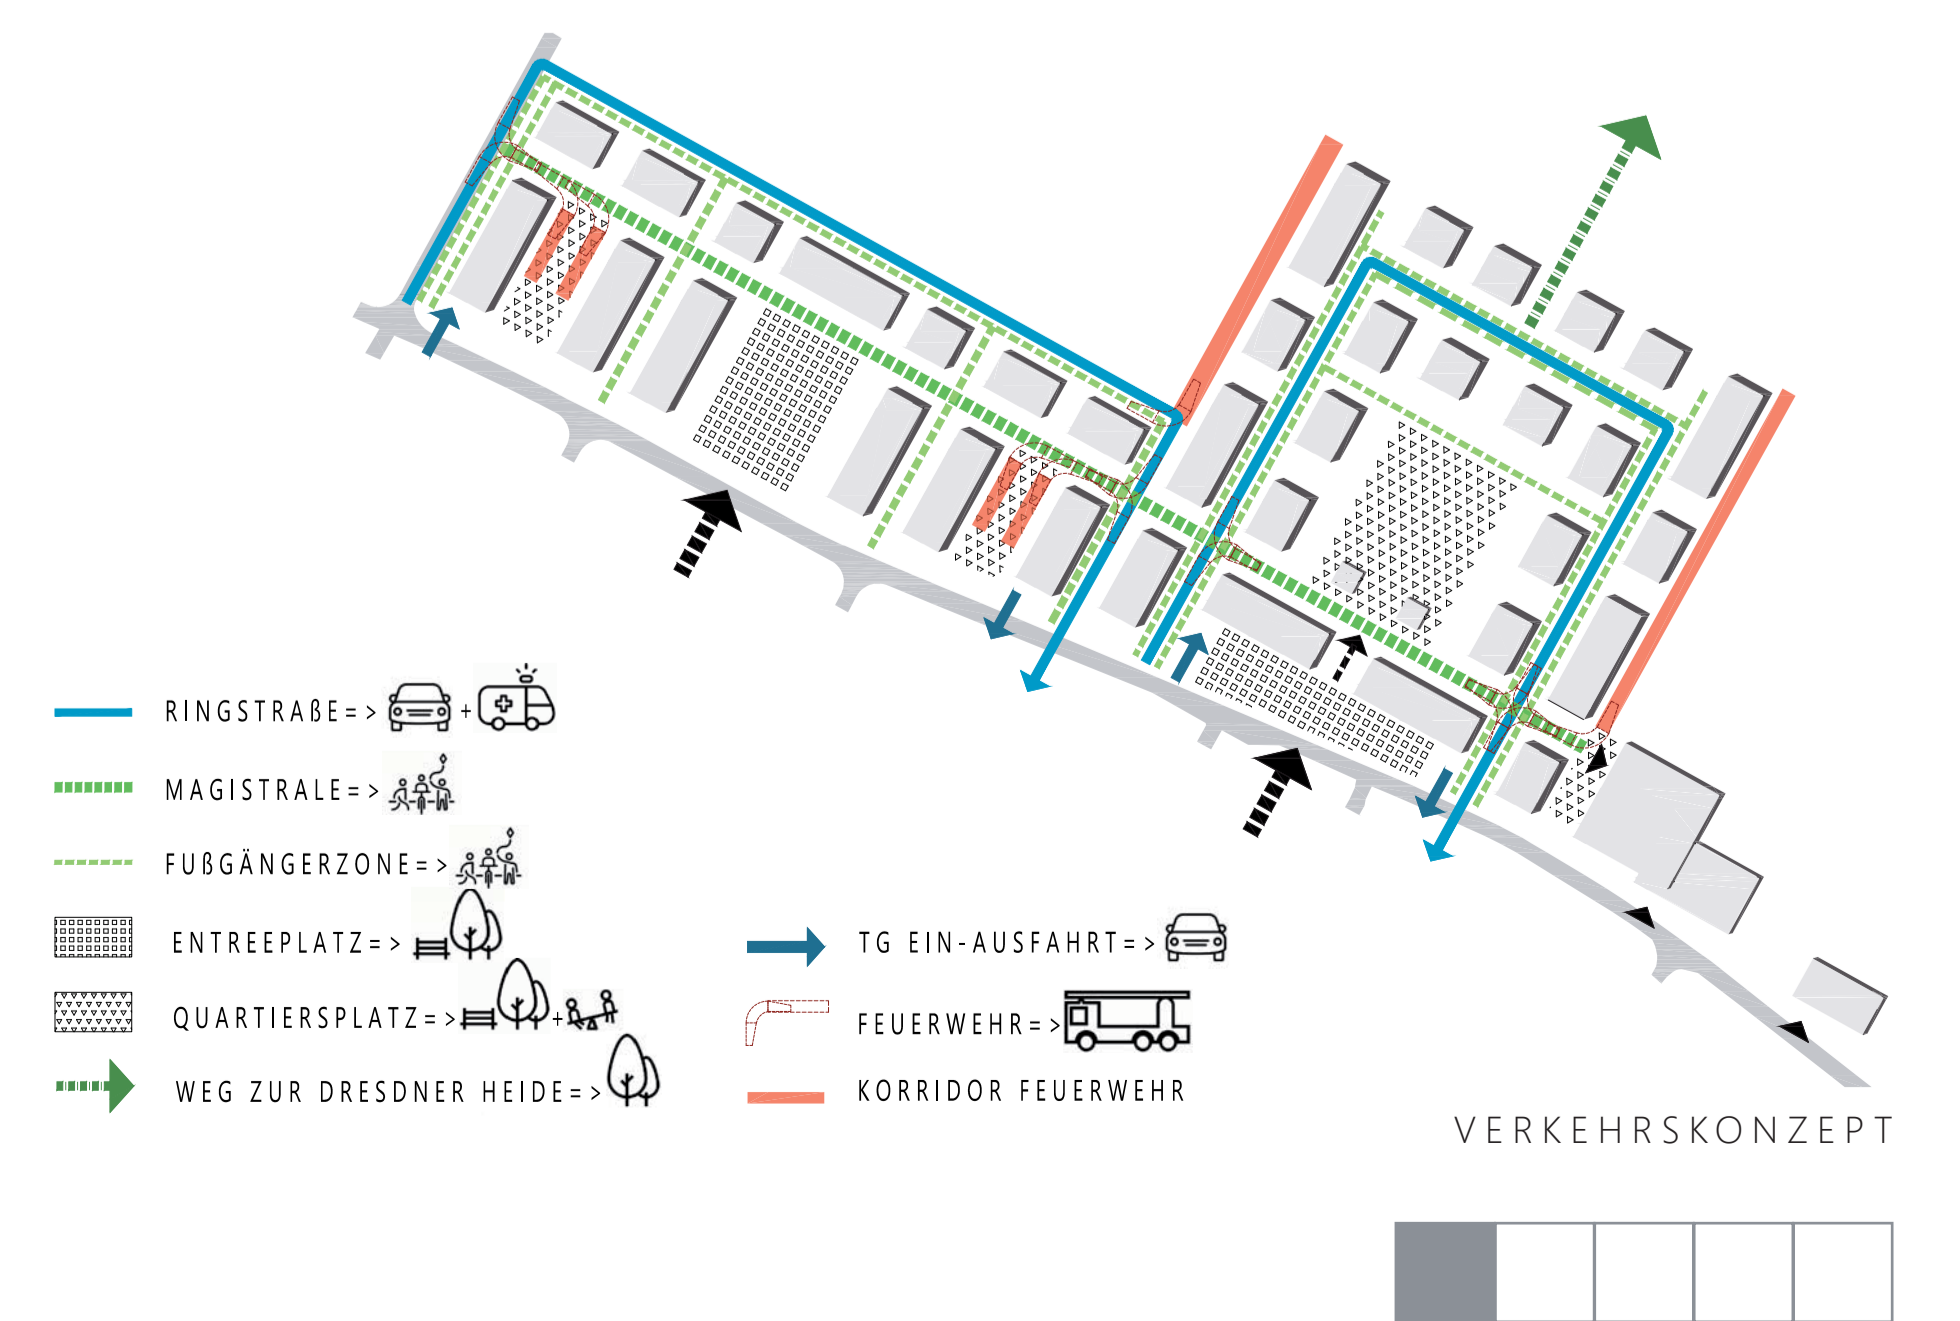 RINGSTRAßE=> +
MAGISTRALE=>
FUßGÄNGERZONE=>
ENTREEPLATZ=>
QUARTIERSPLATZ=> +
WEG ZUR DRESDNER HEIDE=>
TG EIN-AUSFAHRT=>
FEUERWEHR=>
KORRIDOR FEUERWEHR
VERKEHRSKONZEPT